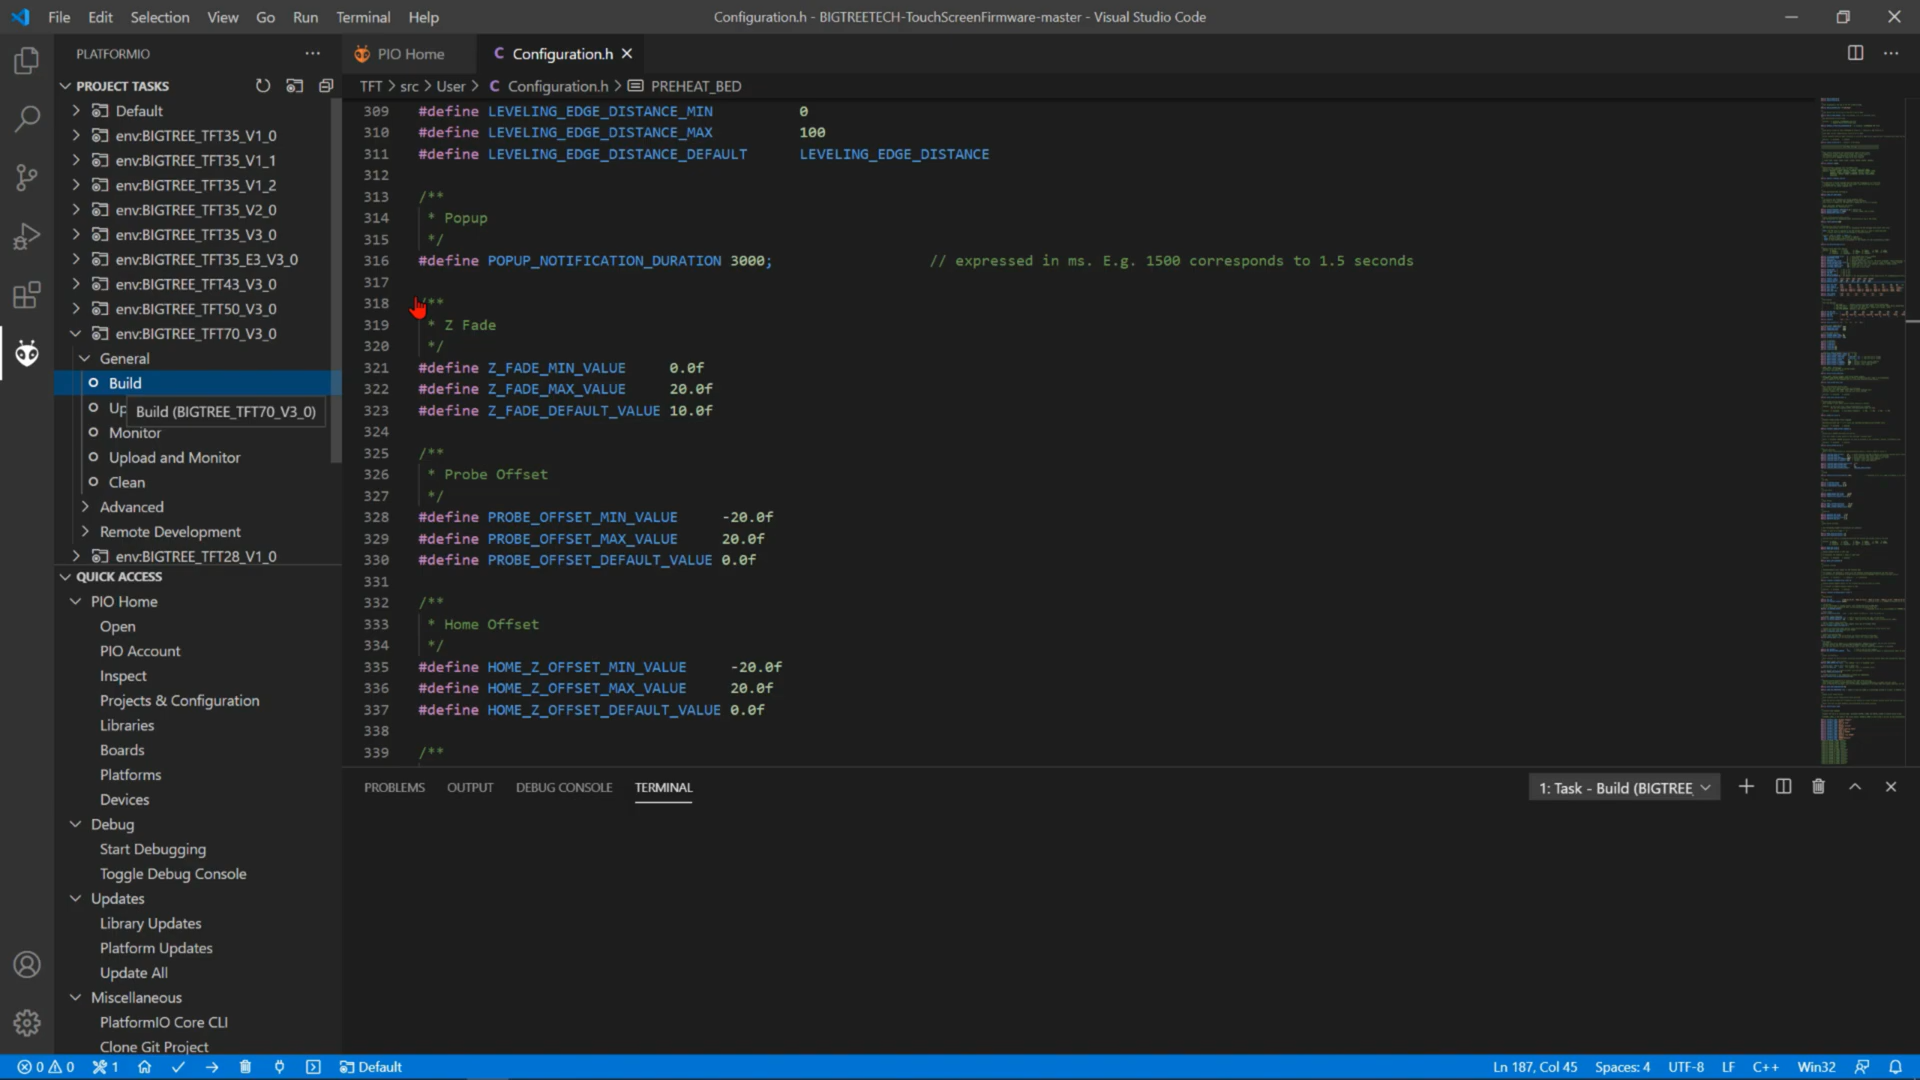 File Edit Selection View Go Run Terminal Help
Configuration.h - BIGTREETECH-TouchScreenFirmware-master - Visual Studio Code
PLATFORMIO
PROJECT TASKS
Default
env:BIGTREE_TFT35_V1_0
env:BIGTREE_TFT35_V1_1
env:BIGTREE_TFT35_V1_2
env:BIGTREE_TFT35_V2_0
env:BIGTREE_TFT35_V3_0
env:BIGTREE_TFT35_E3_V3_0
env:BIGTREE_TFT43_V3_0
env:BIGTREE_TFT50_V3_0
env:BIGTREE_TFT70_V3_0
General
Build
Up
Build (BIGTREE_TFT70_V3_0)
Monitor
Upload and Monitor
Clean
Advanced
Remote Development
env:BIGTREE_TFT28_V1_0
QUICK ACCESS
PIO Home
Open
PIO Account
Inspect
Projects & Configuration
Libraries
Boards
Platforms
Devices
Debug
Start Debugging
Toggle Debug Console
Updates
Library Updates
Platform Updates
Update All
Miscellaneous
PlatformIO Core CLI
Clone Git Project
PIO Home
C Configuration.h
TFT > src > User > C Configuration.h > PREHEAT_BED
309 #define LEVELING_EDGE_DISTANCE_MIN 0
310 #define LEVELING_EDGE_DISTANCE_MAX 100
311 #define LEVELING_EDGE_DISTANCE_DEFAULT LEVELING_EDGE_DISTANCE
312
313 /**
314 * Popup
315 */
316 #define POPUP_NOTIFICATION_DURATION 3000; // expressed in ms. E.g. 1500 corresponds to 1.5 seconds
317
318 /**
319 * Z Fade
320 */
321 #define Z_FADE_MIN_VALUE 0.0f
322 #define Z_FADE_MAX_VALUE 20.0f
323 #define Z_FADE_DEFAULT_VALUE 10.0f
324
325 /**
326 * Probe Offset
327 */
328 #define PROBE_OFFSET_MIN_VALUE -20.0f
329 #define PROBE_OFFSET_MAX_VALUE 20.0f
330 #define PROBE_OFFSET_DEFAULT_VALUE 0.0f
331
332 /**
333 * Home Offset
334 */
335 #define HOME_Z_OFFSET_MIN_VALUE -20.0f
336 #define HOME_Z_OFFSET_MAX_VALUE 20.0f
337 #define HOME_Z_OFFSET_DEFAULT_VALUE 0.0f
338
339 /**
PROBLEMS OUTPUT DEBUG CONSOLE TERMINAL
1: Task - Build (BIGTREE
0 0 1 Default
Ln 187, Col 45 Spaces: 4 UTF-8 LF C++ Win32